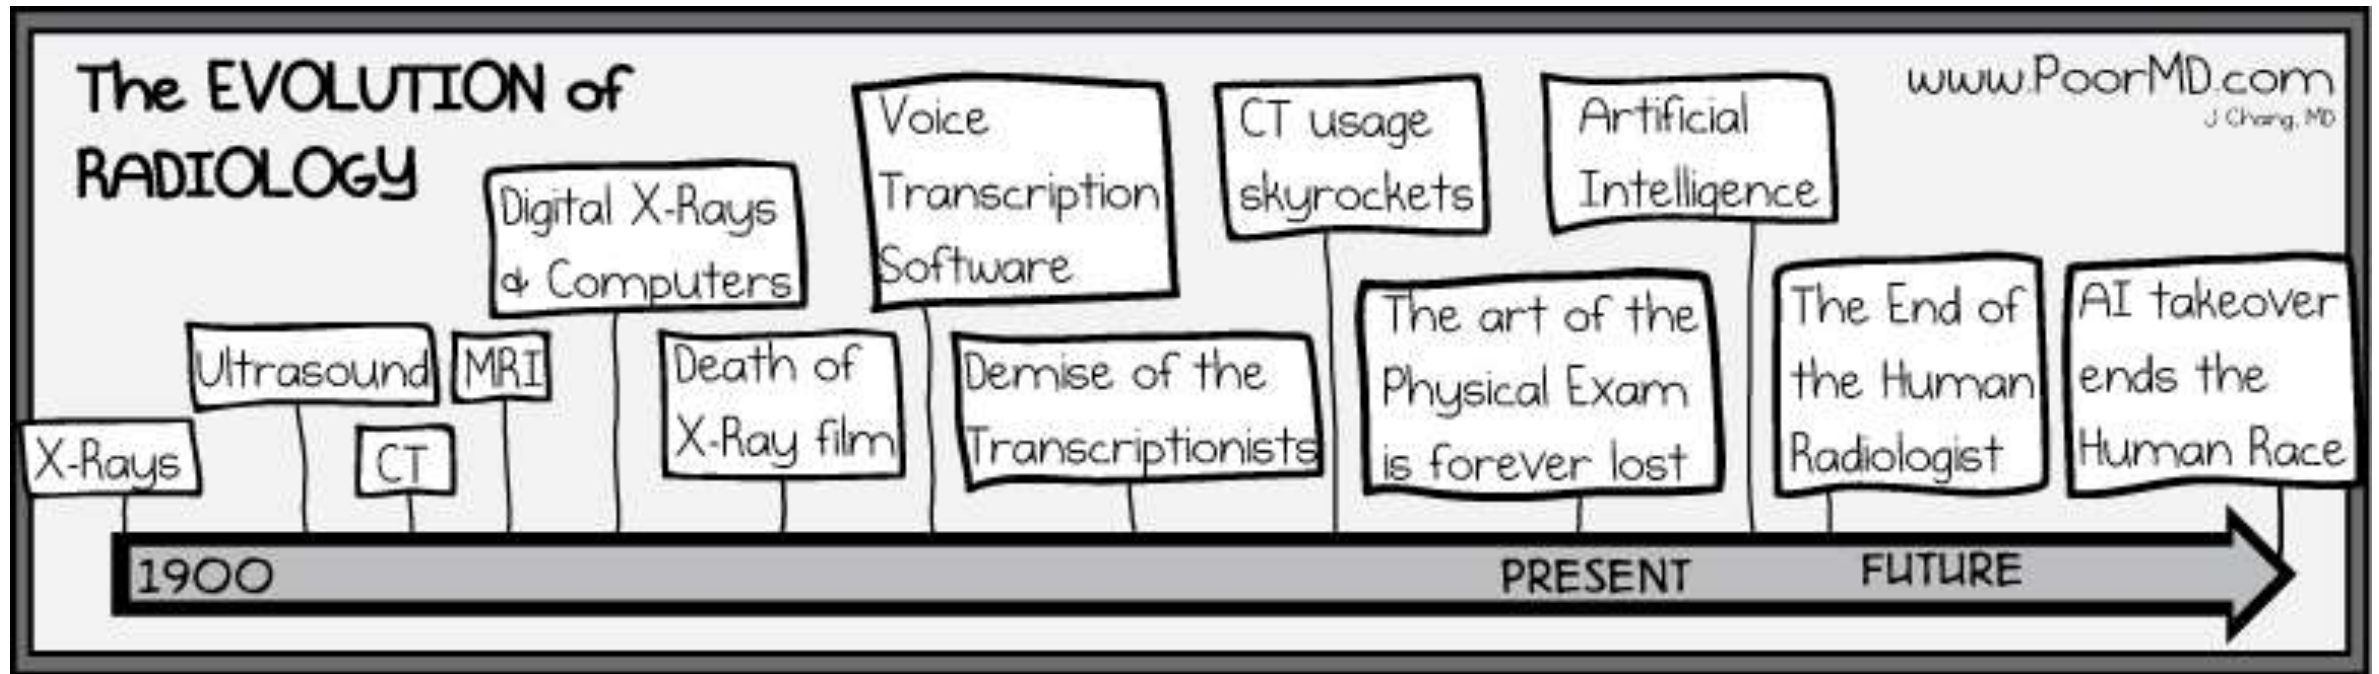 The EVOLUTION of
RADIOLOGY
www.PoorMD.com
J Chang, MD
X-Rays
Ultrasound
CT
MRI
Digital X-Rays
& Computers
Death of
X-Ray film
Voice
Transcription
Software
Demise of the
Transcriptionists
CT usage
skyrockets
The art of the
Physical Exam
is forever lost
Artificial
Intelligence
The End of
the Human
Radiologist
AI takeover
ends the
Human Race
1900
PRESENT
FUTURE